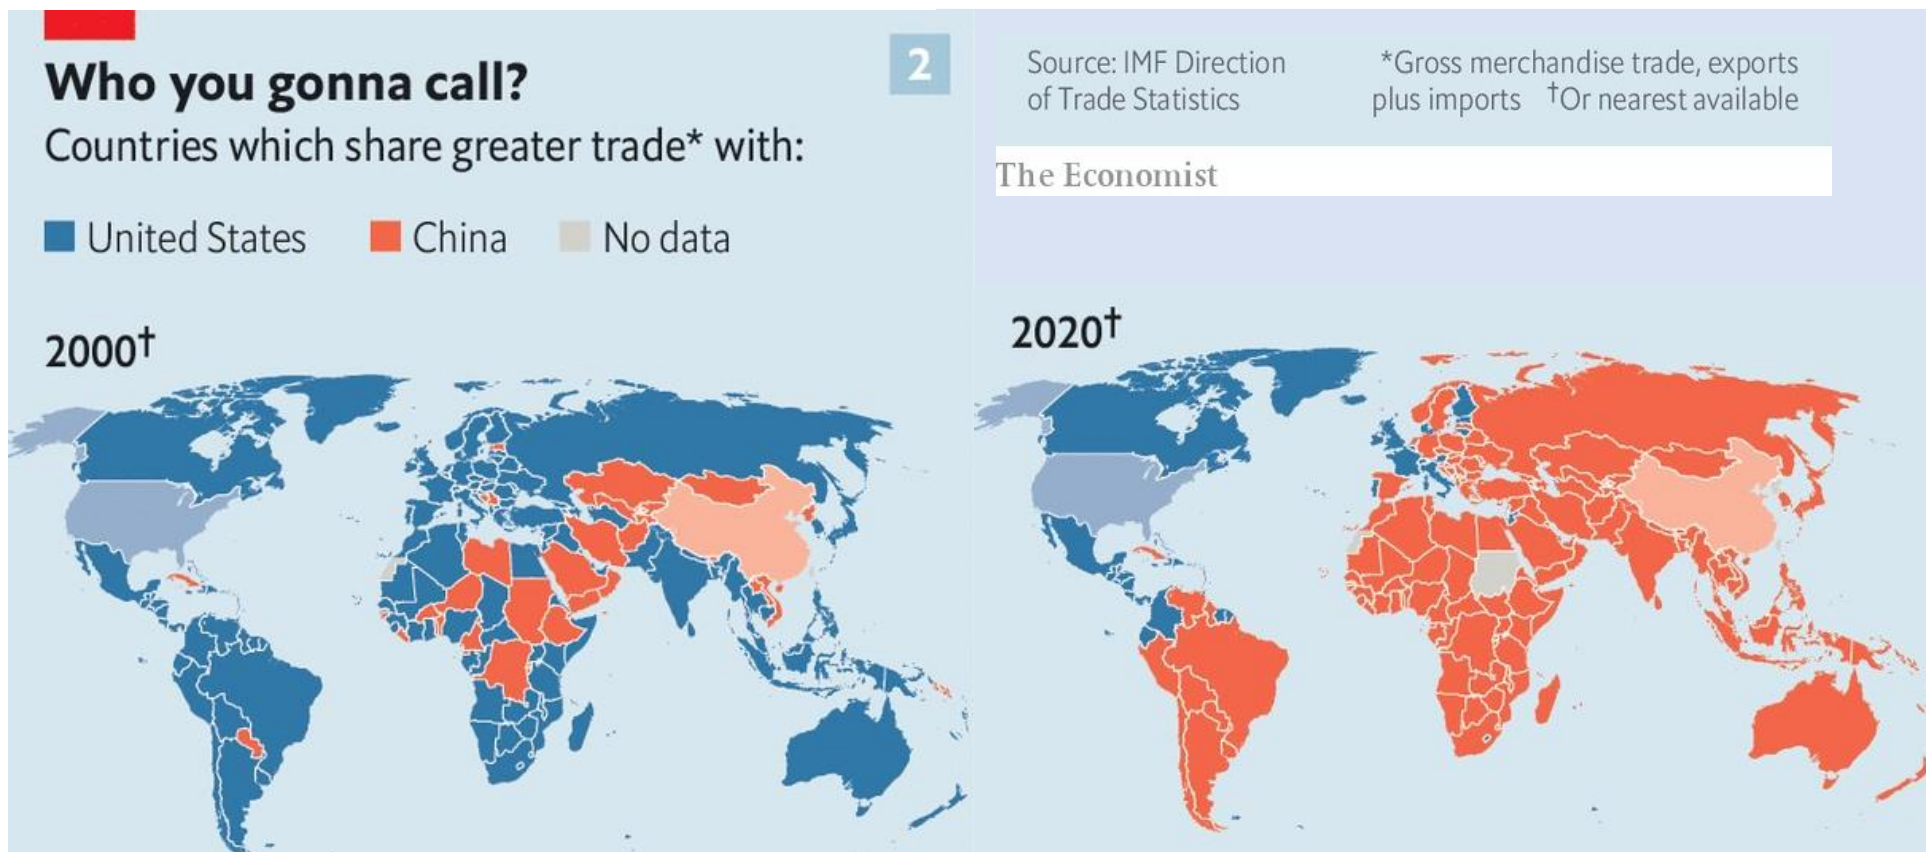 Who you gonna call?
2
Countries which share greater trade* with:
United States
China
No data
2000†
Source: IMF Direction
of Trade Statistics
*Gross merchandise trade, exports
plus imports †Or nearest available
The Economist
2020†